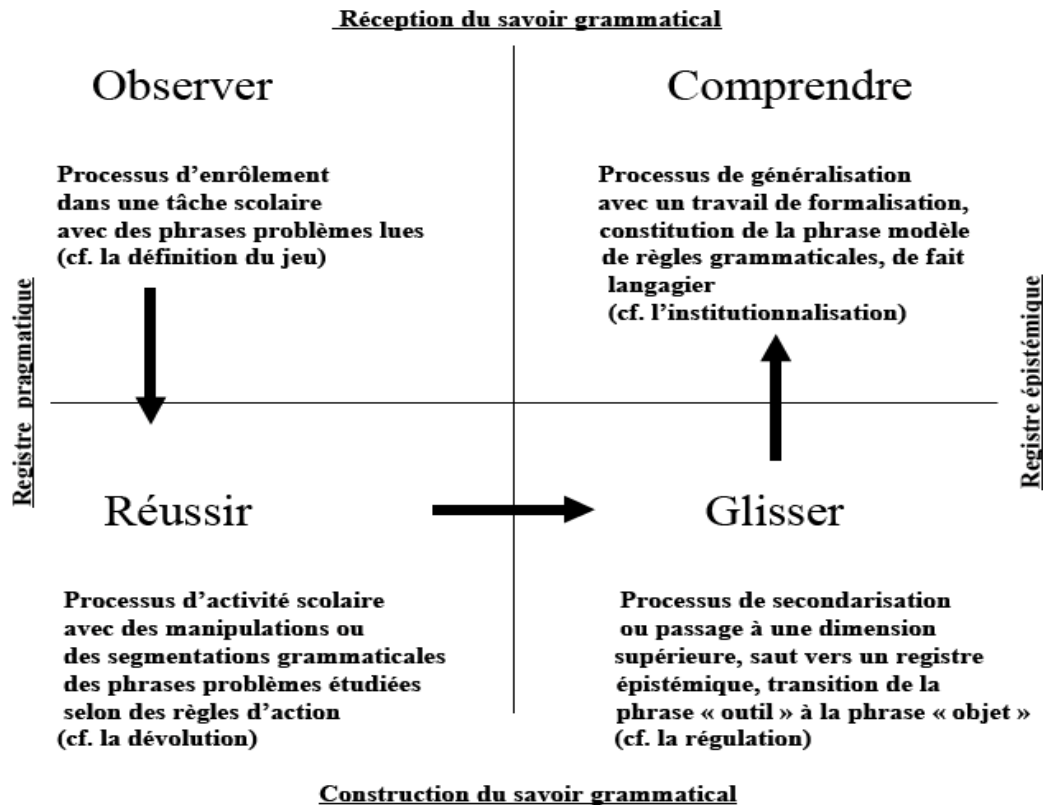 Réception du savoir grammatical
Observer
Processus d'enrôlement
dans une tâche scolaire
avec des phrases problèmes lues
(cf. la définition du jeu)
Comprendre
Processus de généralisation
avec un travail de formalisation,
constitution de la phrase modèle
de règles grammaticales, de fait
langagier
(cf. l'institutionnalisation)
Registre pragmatique
Registre épistémique
Réussir
Processus d'activité scolaire
avec des manipulations ou
des segmentations grammaticales
des phrases problèmes étudiées
selon des règles d'action
(cf. la dévolution)
Glisser
Processus de secondarisation
ou passage à une dimension
supérieure, saut vers un registre
épistémique, transition de la
phrase « outil » à la phrase « objet »
(cf. la régulation)
Construction du savoir grammatical